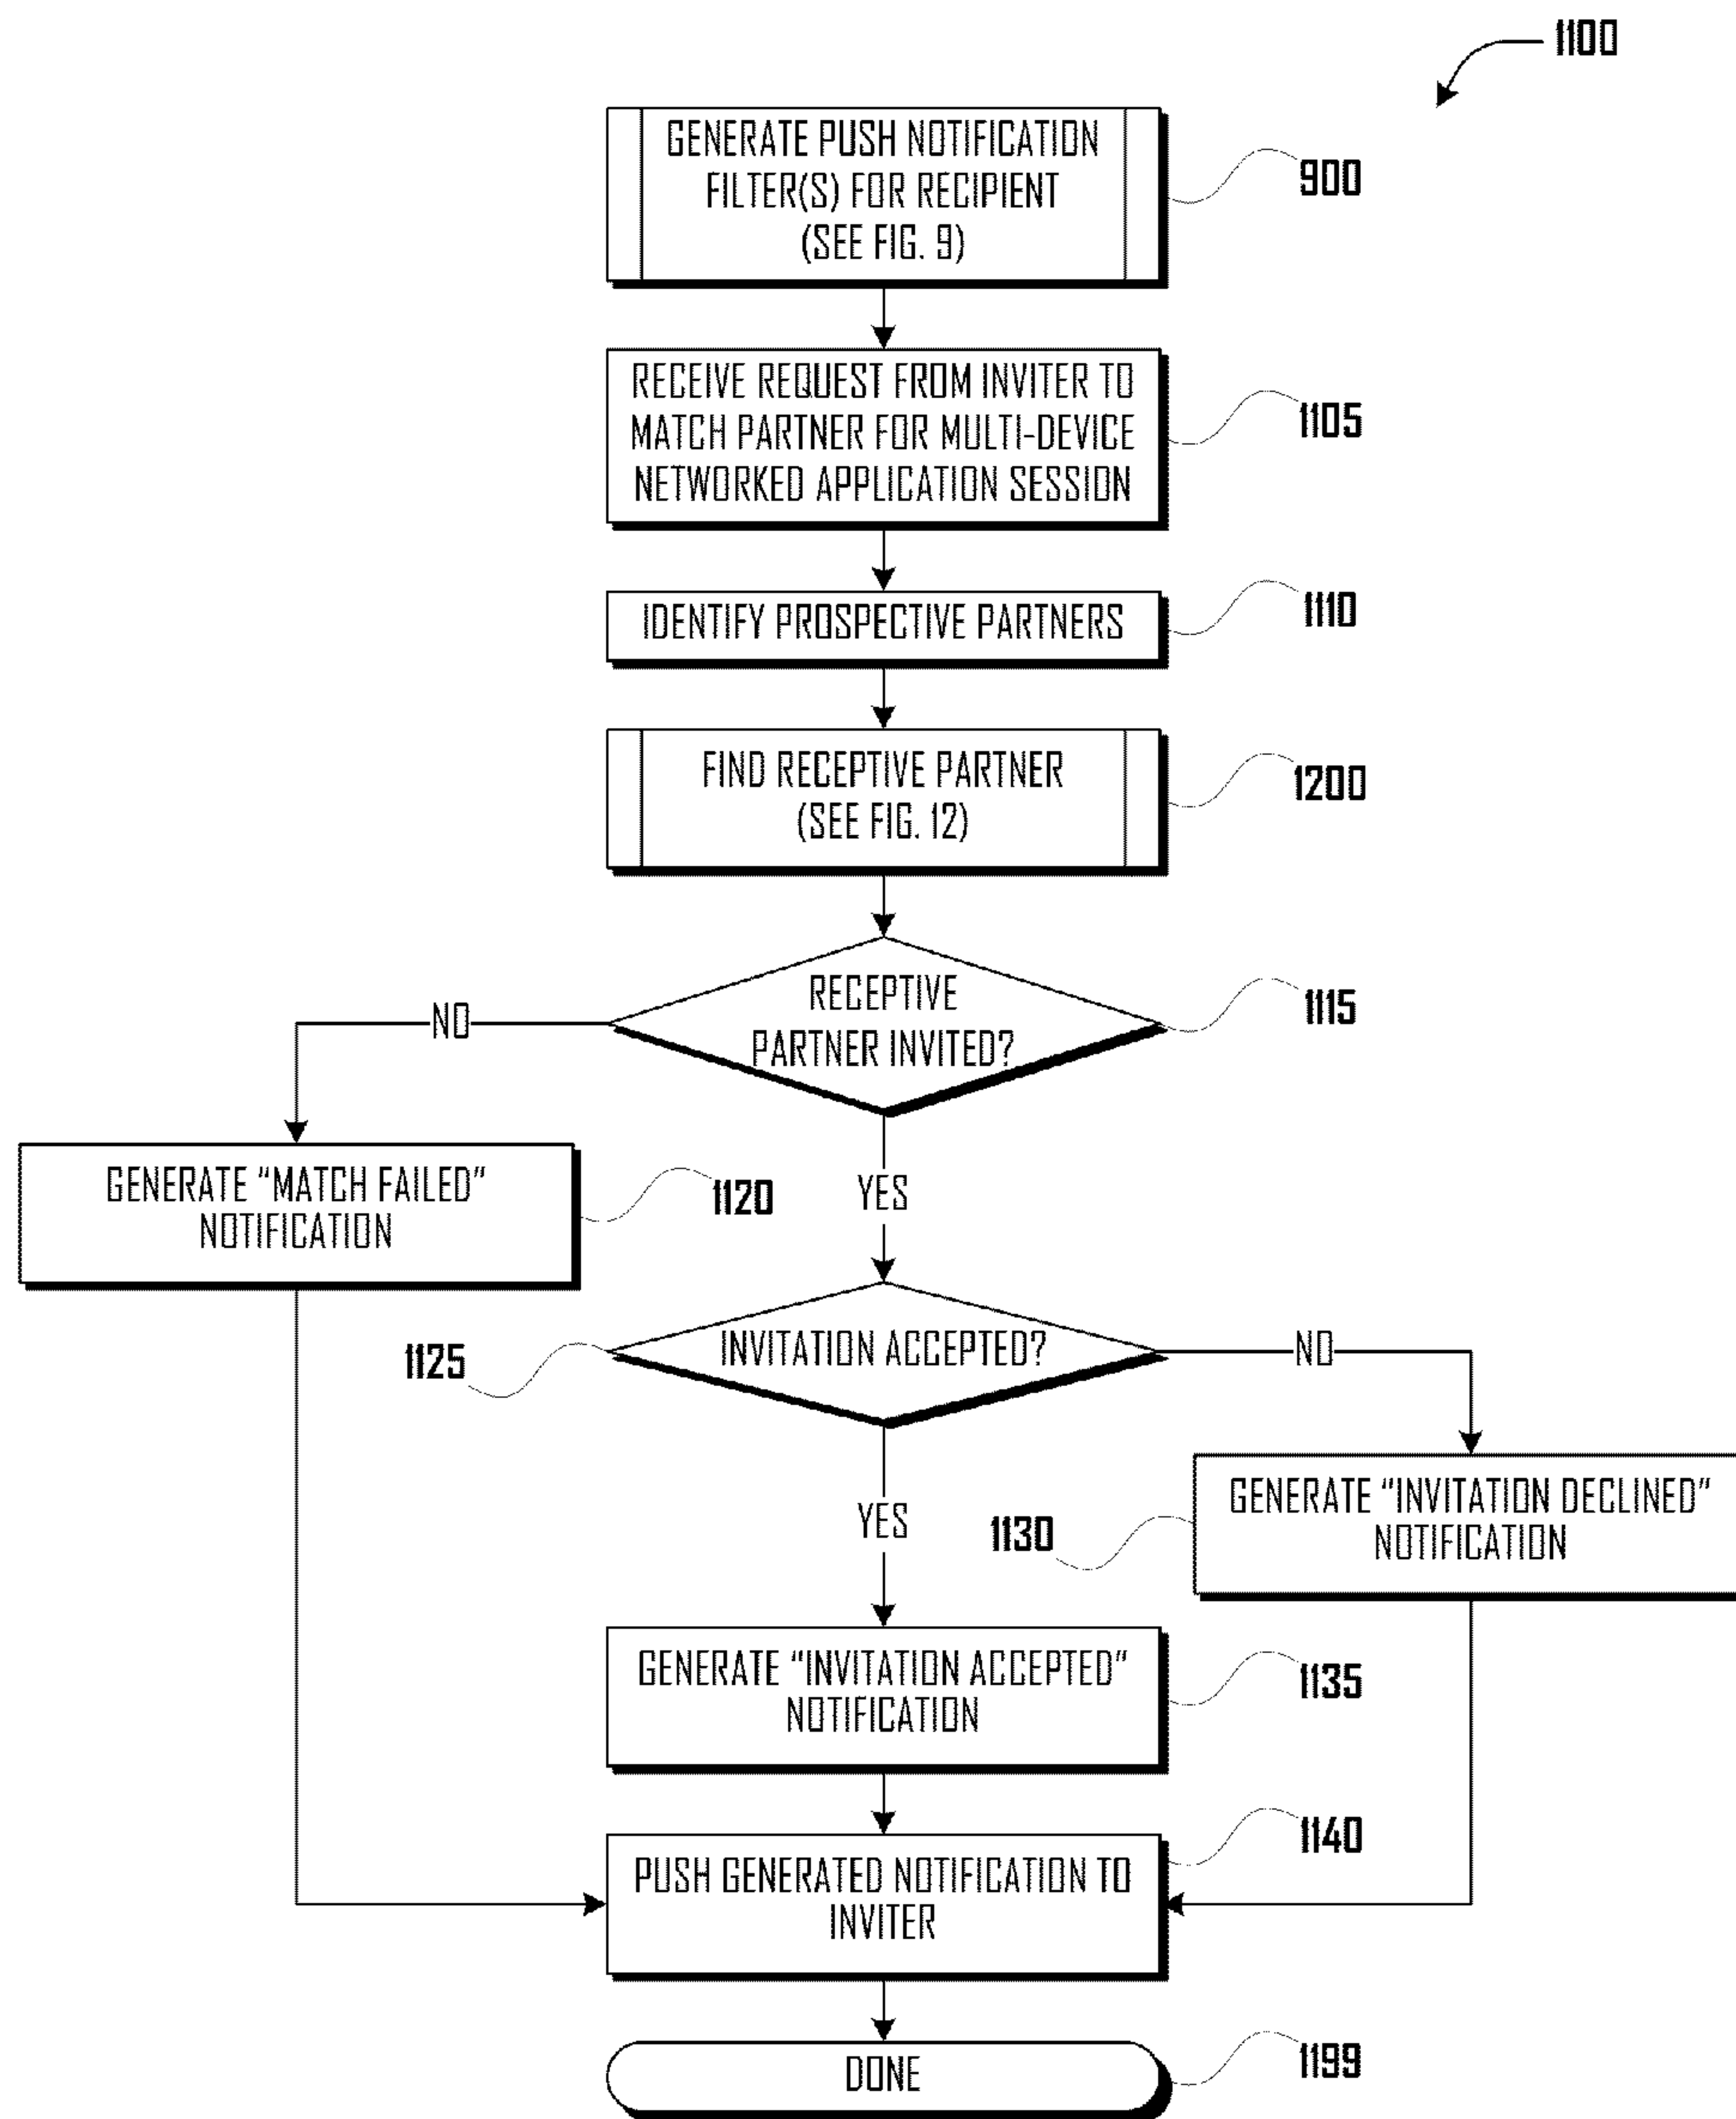 1100
GENERATE PUSH NOTIFICATION
FILTER(S) FOR RECIPIENT
(SEE FIG. 9)
900
RECEIVE REQUEST FROM INVITER TO
MATCH PARTNER FOR MULTI-DEVICE
NETWORKED APPLICATION SESSION
1105
IDENTIFY PROSPECTIVE PARTNERS
1110
FIND RECEPTIVE PARTNER
(SEE FIG. 12)
1200
RECEPTIVE
PARTNER INVITED?
1115
NO
YES
GENERATE “MATCH FAILED”
NOTIFICATION
1120
INVITATION ACCEPTED?
1125
NO
YES
GENERATE “INVITATION DECLINED”
NOTIFICATION
1130
GENERATE “INVITATION ACCEPTED”
NOTIFICATION
1135
PUSH GENERATED NOTIFICATION TO
INVITER
1140
DONE
1199